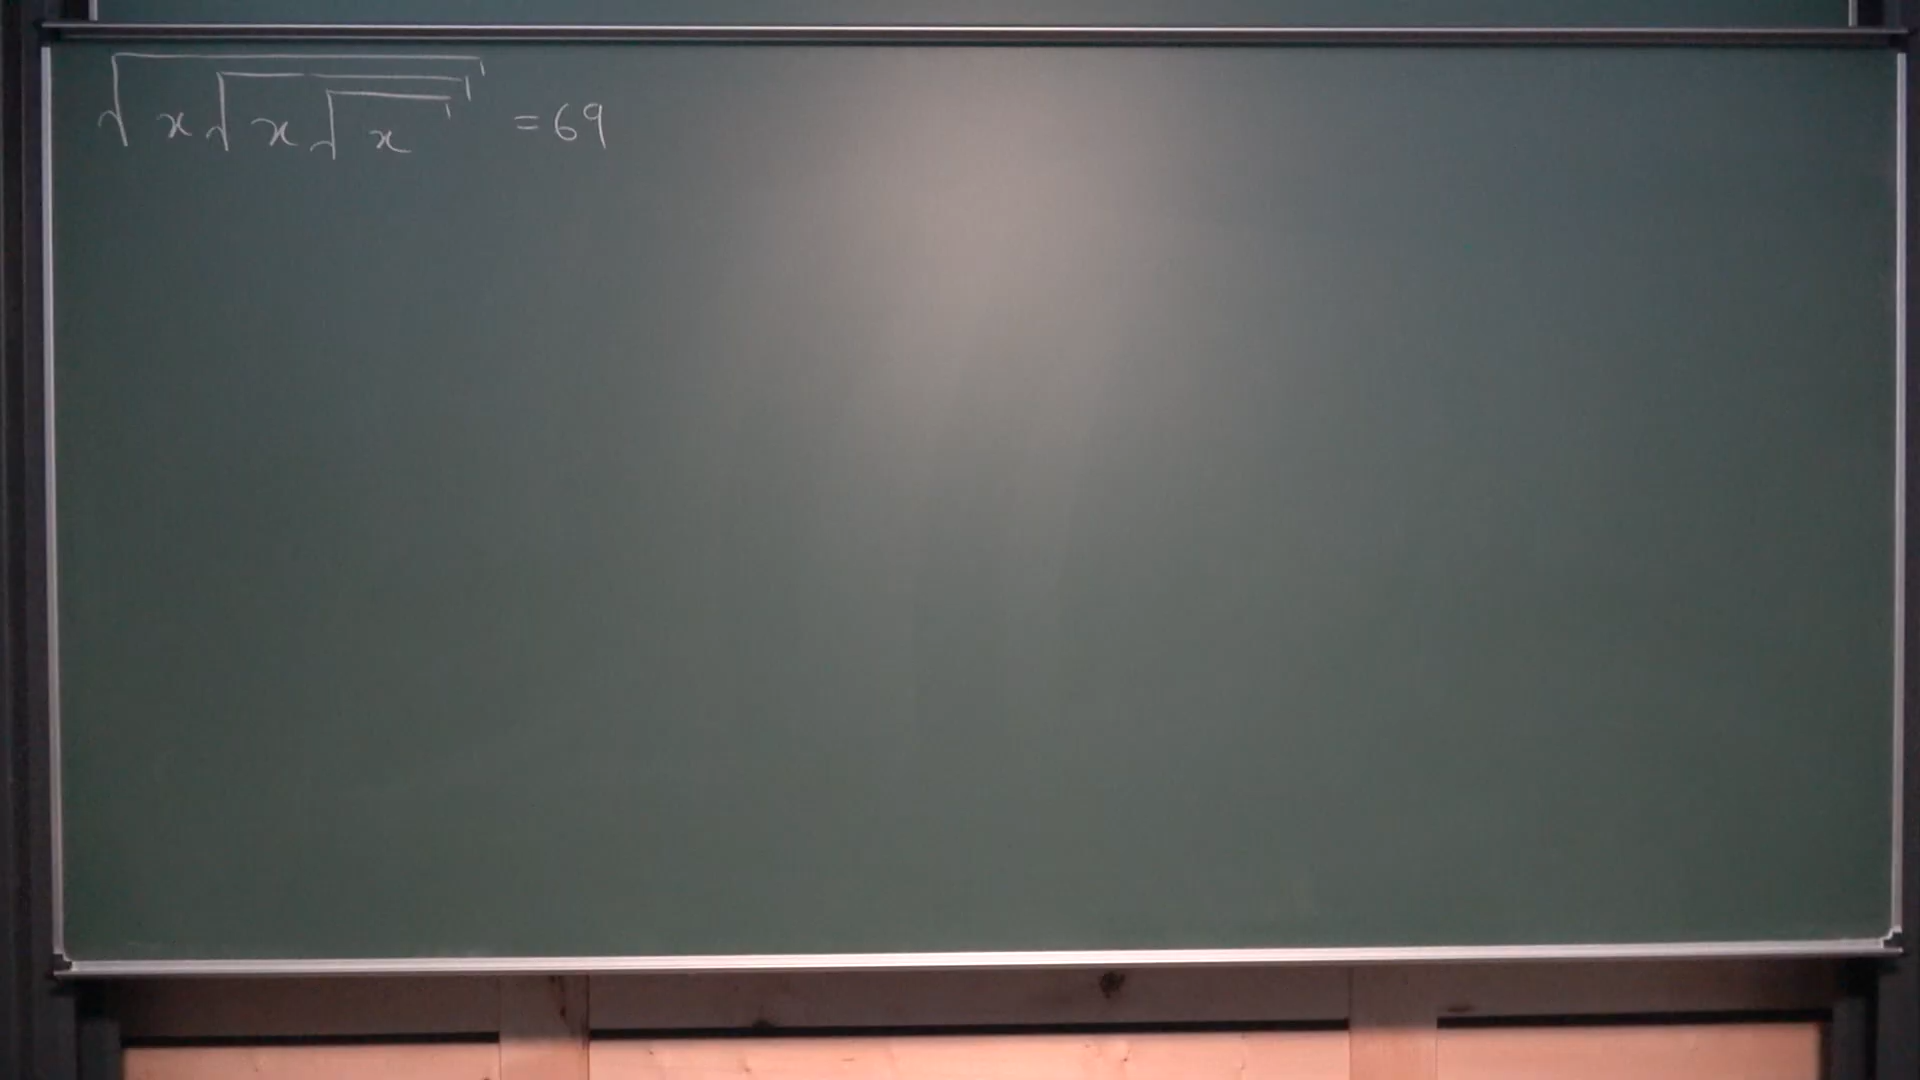 √(x√(x√x)) = 69